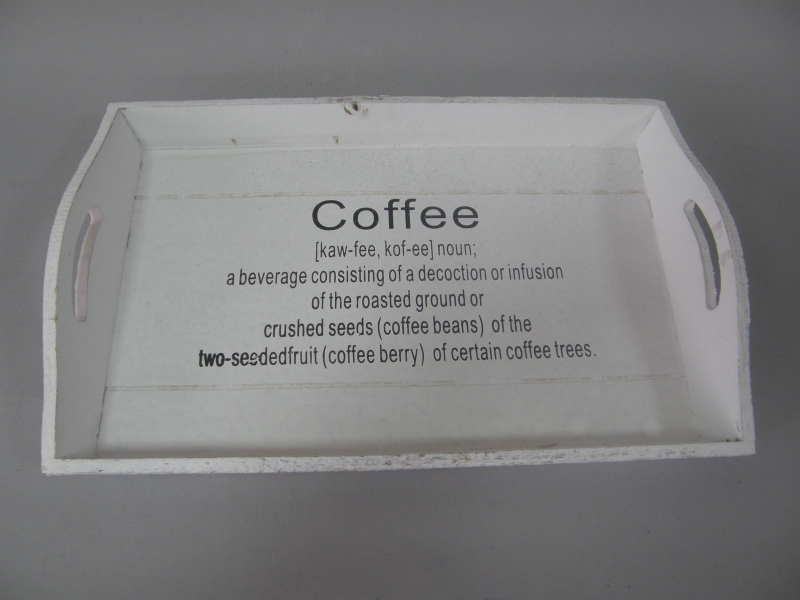 Coffee
[kaw-fee, kof-ee] noun;
a beverage consisting of a decoction or infusion
of the roasted ground or
crushed seeds (coffee beans) of the
two-seededfruit (coffee berry) of certain coffee trees.